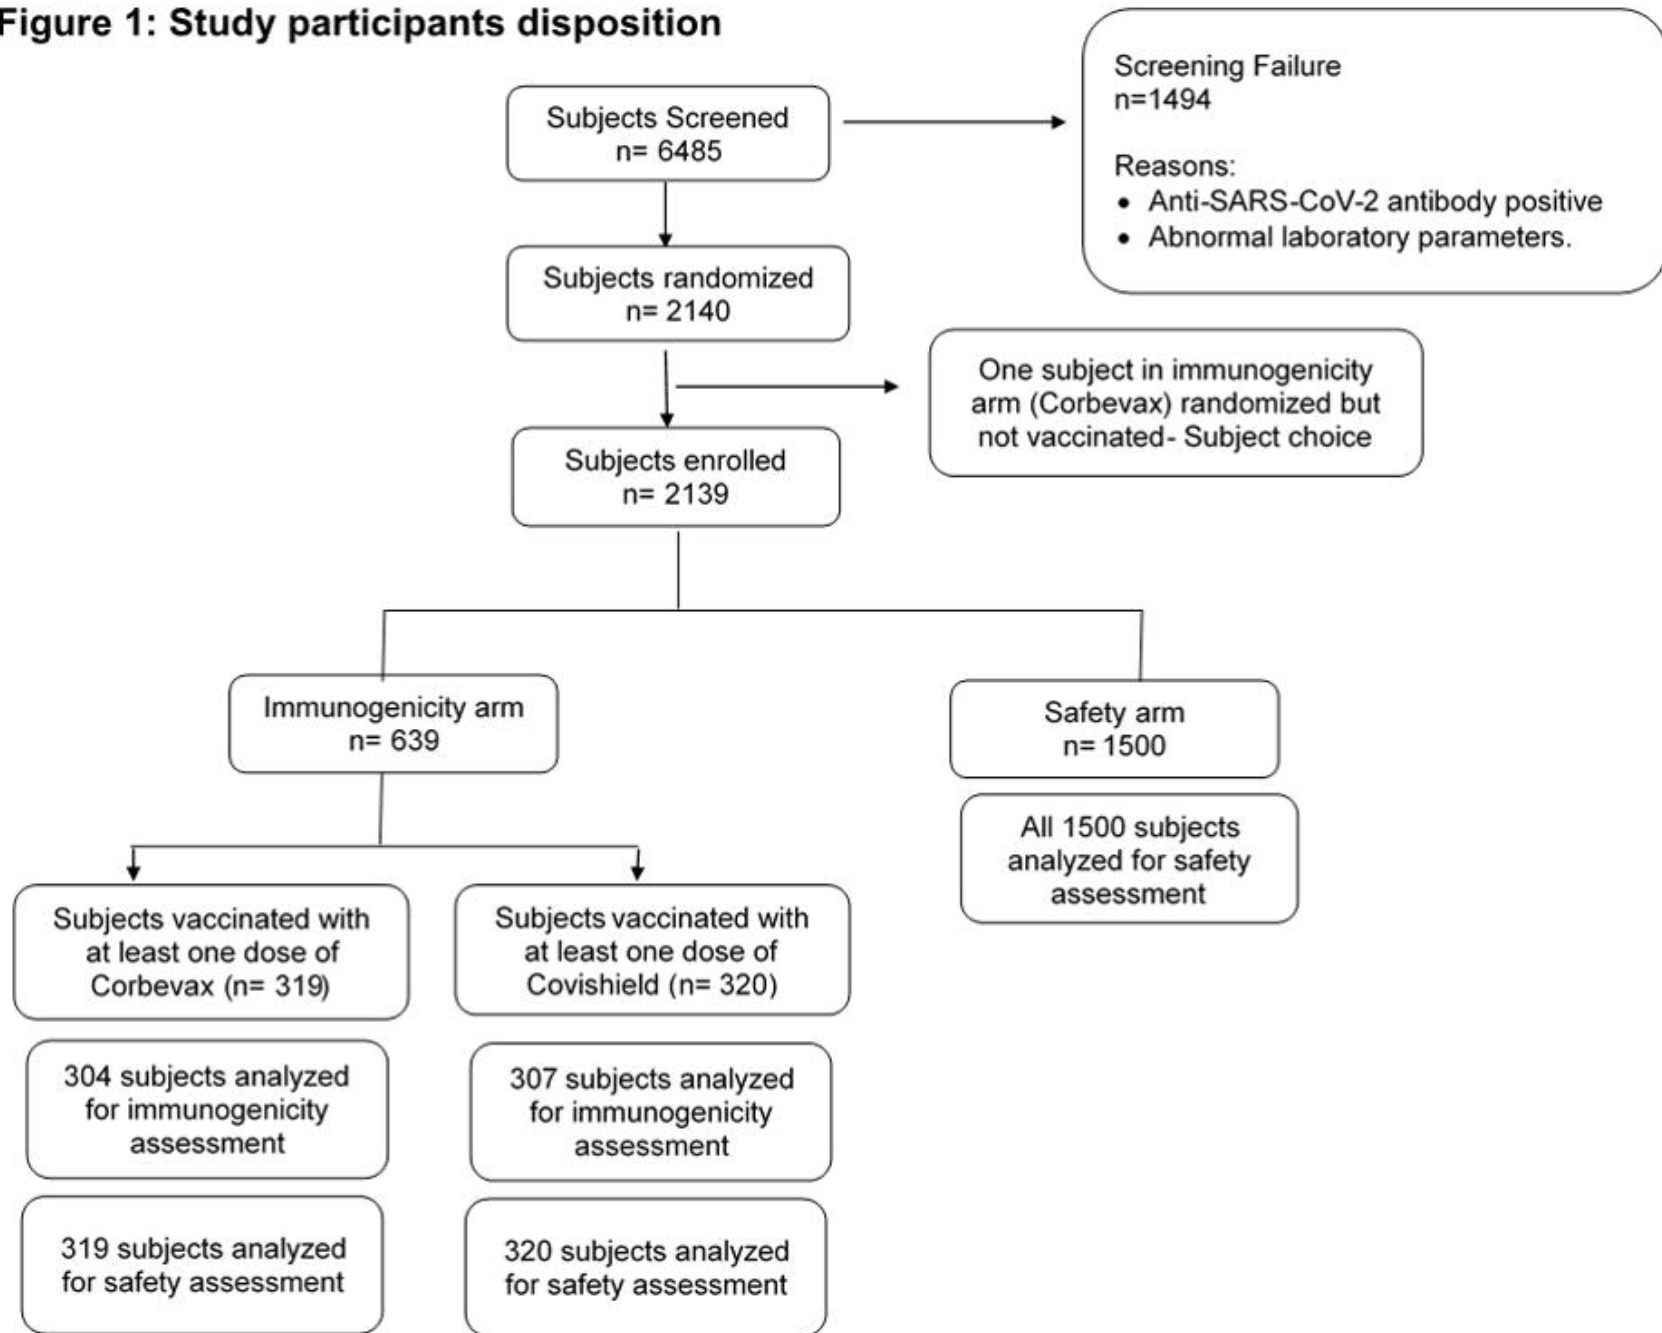 Figure 1: Study participants disposition
Subjects Screened
n= 6485
Screening Failure
n=1494
Reasons:
• Anti-SARS-CoV-2 antibody positive
• Abnormal laboratory parameters.
Subjects randomized
n= 2140
One subject in immunogenicity
arm (Corbevax) randomized but
not vaccinated- Subject choice
Subjects enrolled
n= 2139
Immunogenicity arm
n= 639
Safety arm
n= 1500
All 1500 subjects
analyzed for safety
assessment
Subjects vaccinated with
at least one dose of
Corbevax (n= 319)
Subjects vaccinated with
at least one dose of
Covishield (n= 320)
304 subjects analyzed
for immunogenicity
assessment
307 subjects analyzed
for immunogenicity
assessment
319 subjects analyzed
for safety assessment
320 subjects analyzed
for safety assessment